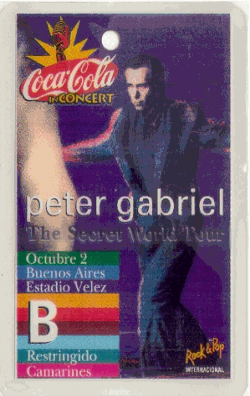 Coca-Cola
IN CONCERT
peter gabriel
The Secret World Tour
Octubre 2
Buenos Aires
Estadio Velez
B
Restringido
Camarines
Rock & Pop
INTERNACIONAL